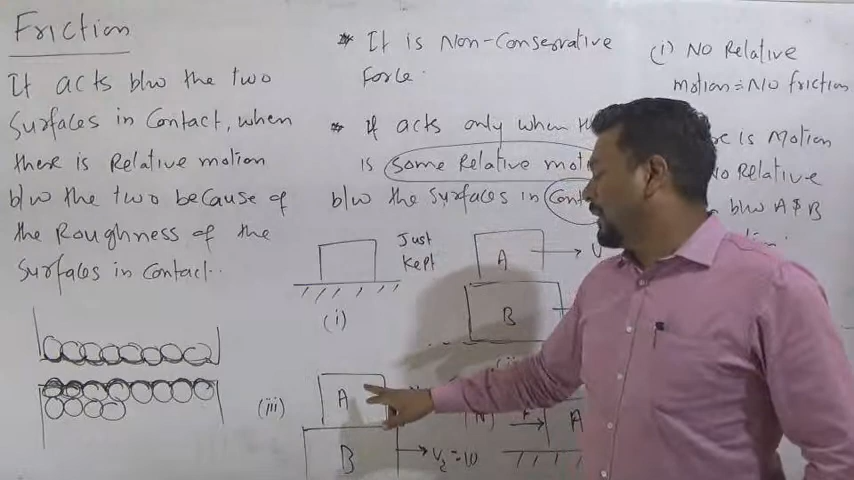 Friction
It acts b/w the two
Surfaces in Contact, when
there is Relative motion
b/w the two because of
the Roughness of the
Surfaces in Contact.
* It is Non-Conservative
Force.
* It acts only when
is Some Relative
b/w the Surfaces in
Just
Kept
(i)
A
B
(iii)
A
B
V₂=10
F
A
(i) NO Relative
motion = No friction
is Motion
No Relative
b/w A & B